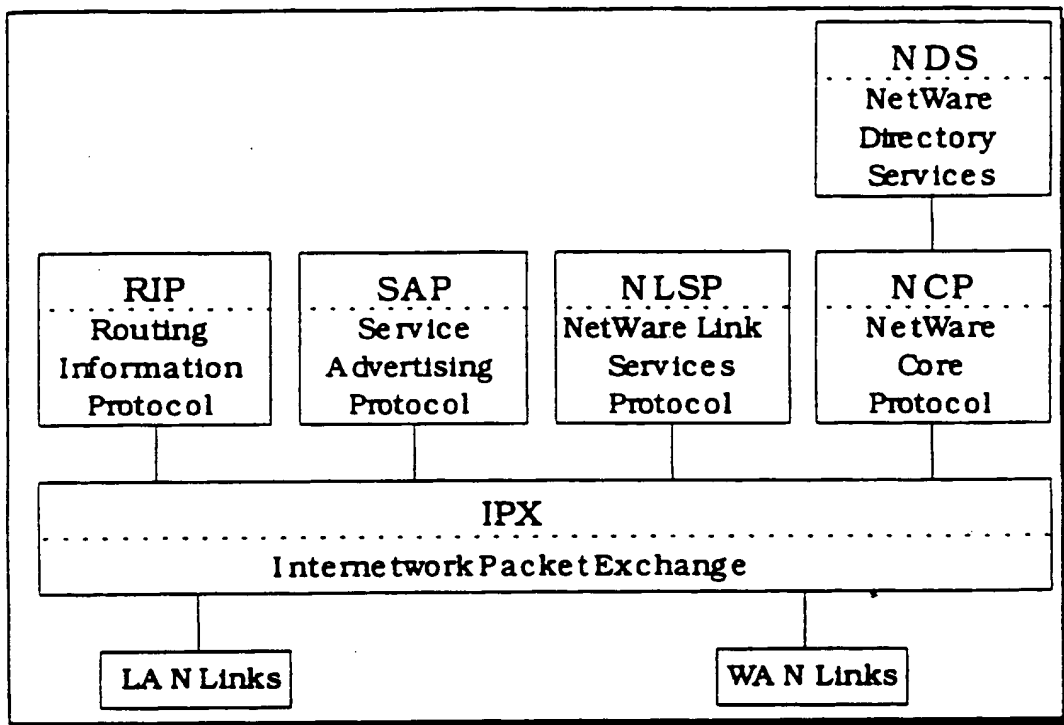 NDS
NetWare
Directory
Services
RIP
Routing
Information
Protocol
SAP
Service
Advertising
Protocol
NLSP
NetWare Link
Services
Protocol
NCP
NetWare
Core
Protocol
IPX
Internetwork Packet Exchange
LAN Links
WAN Links